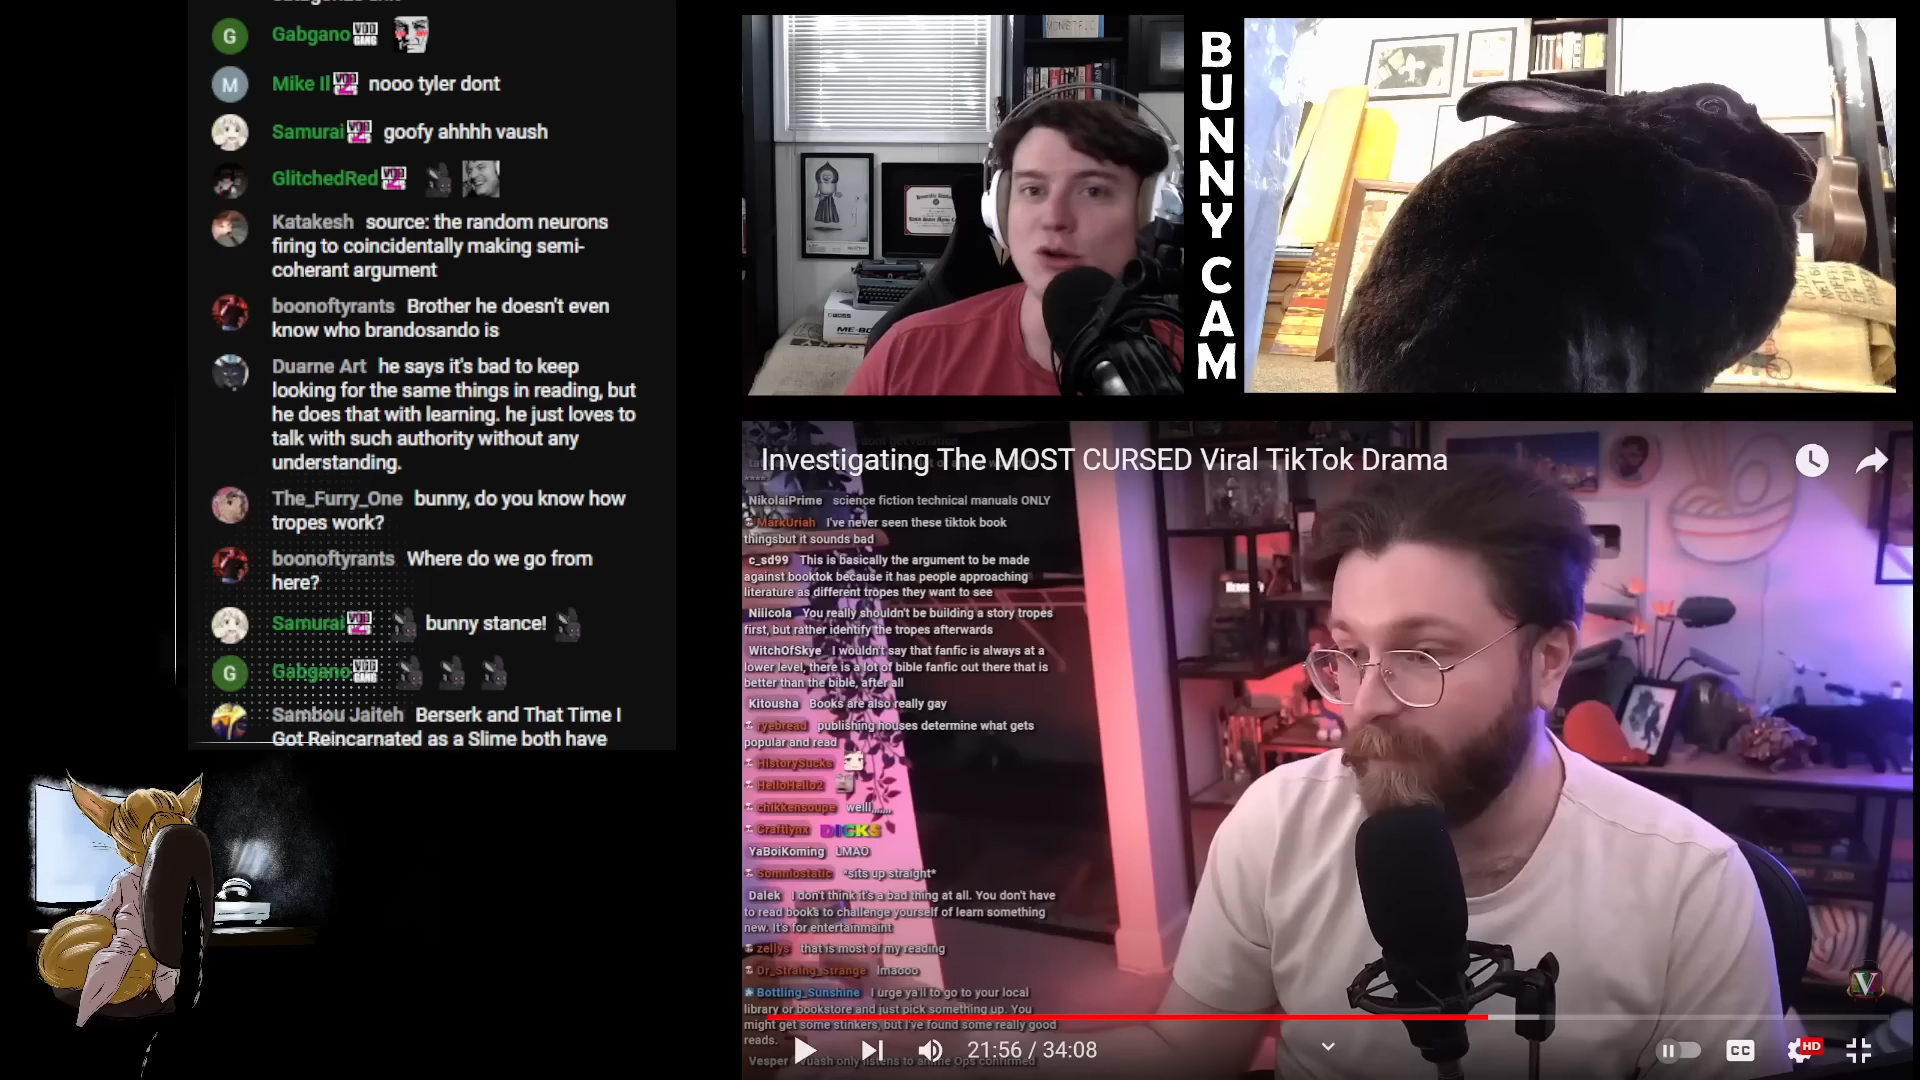 G
Gabgano
M
Mike Il nooo tyler dont
Samurai goofy ahhhh vaush
GlitchedRed
Katakesh source: the random neurons
firing to coincidentally making semi-
coherant argument
boonoftyrants Brother he doesn't even
know who brandosando is
Duarne Art he says it's bad to keep
looking for the same things in reading, but
he does that with learning. he just loves to
talk with such authority without any
understanding.
The_Furry_One bunny, do you know how
tropes work?
boonoftyrants Where do we go from
here?
Samurai bunny stance!
G
Gabgano
Sambou Jaiteh Berserk and That Time I
Got Reincarnated as a Slime both have
BUNNY CAM
BOSS
Investigating The MOST CURSED Viral TikTok Drama
NikolaiPrime science fiction technical manuals ONLY
MarkUriah I've never seen these tiktok book
thingsbut it sounds bad
c_sd99 This is basically the argument to be made
against booktok because it has people approaching
literature as different tropes they want to see
Niilcola You really shouldn't be building a story tropes
first, but rather identify the tropes afterwards
WitchOfSkye I wouldn't say that fanfic is always at a
lower level, there is a lot of bible fanfic out there that is
better than the bible, after all
Kitousha Books are also really gay
ryebread publishing houses determine what gets
popular and read
HistorySucks
HelloHello2
chikkensoupe welll,,,,,,,
Craftlynx DICKS
YaBoiKoming LMAO
Somniostatic *sits up straight*
Dalek I don't think it's a bad thing at all. You don't have
to read books to challenge yourself of learn something
new. It's for entertainmaint
zellys that is most of my reading
Dr_Straing_Strange lmaooo
Bottling_Sunshine I urge ya'll to go to your local
library or bookstore and just pick something up. You
might get some stinkers, but I've found some really good
reads.
Vesper Vuash only listens to anime Ops confirmed
21:56 / 34:08
CC
HD
V